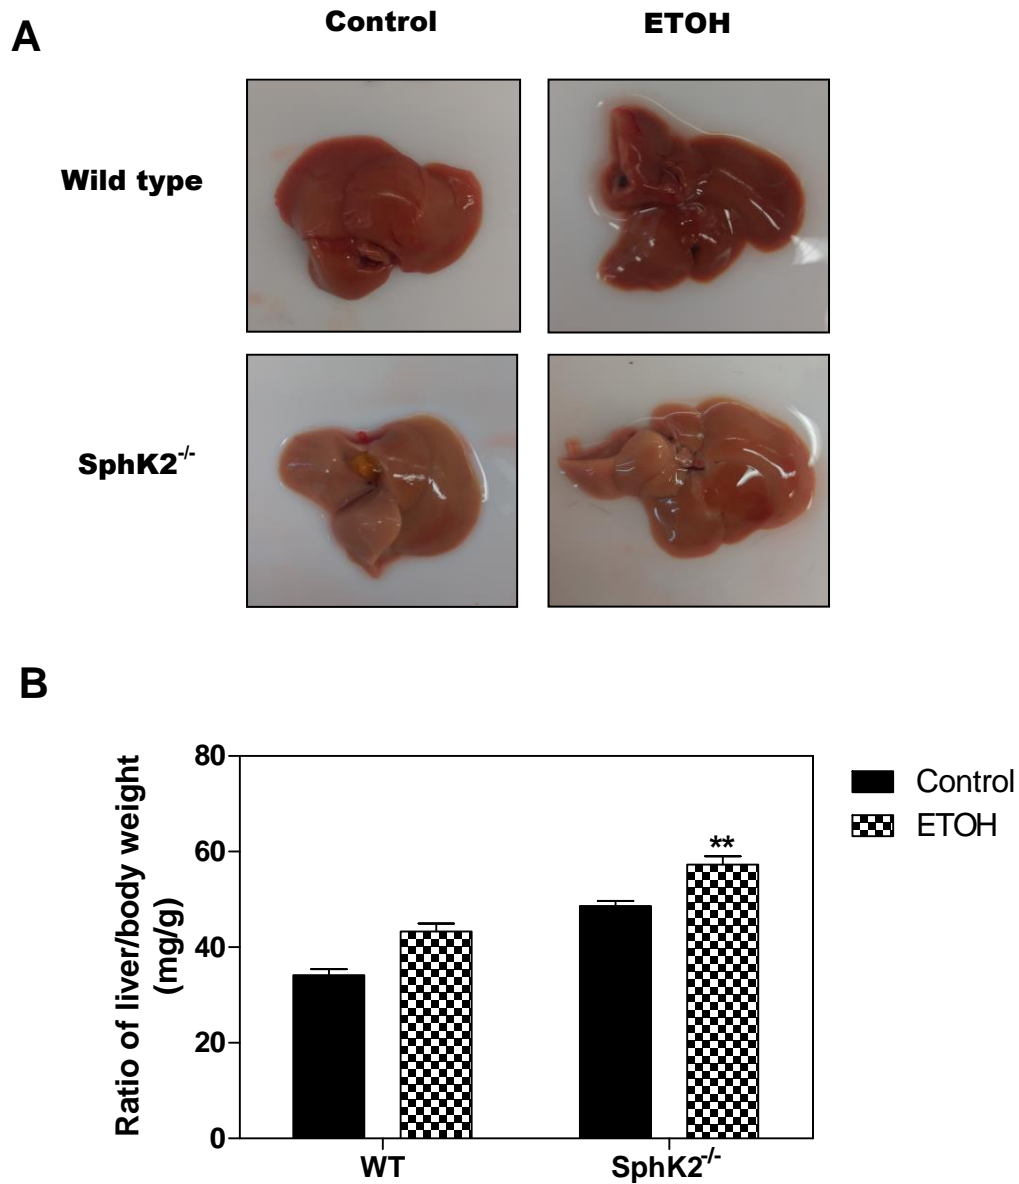 A
Control
ETOH
Wild type
SphK2-/-
B
Ratio of liver/body weight
(mg/g)
80
60
40
20
0
**
WT
SphK2-/-
Control
ETOH